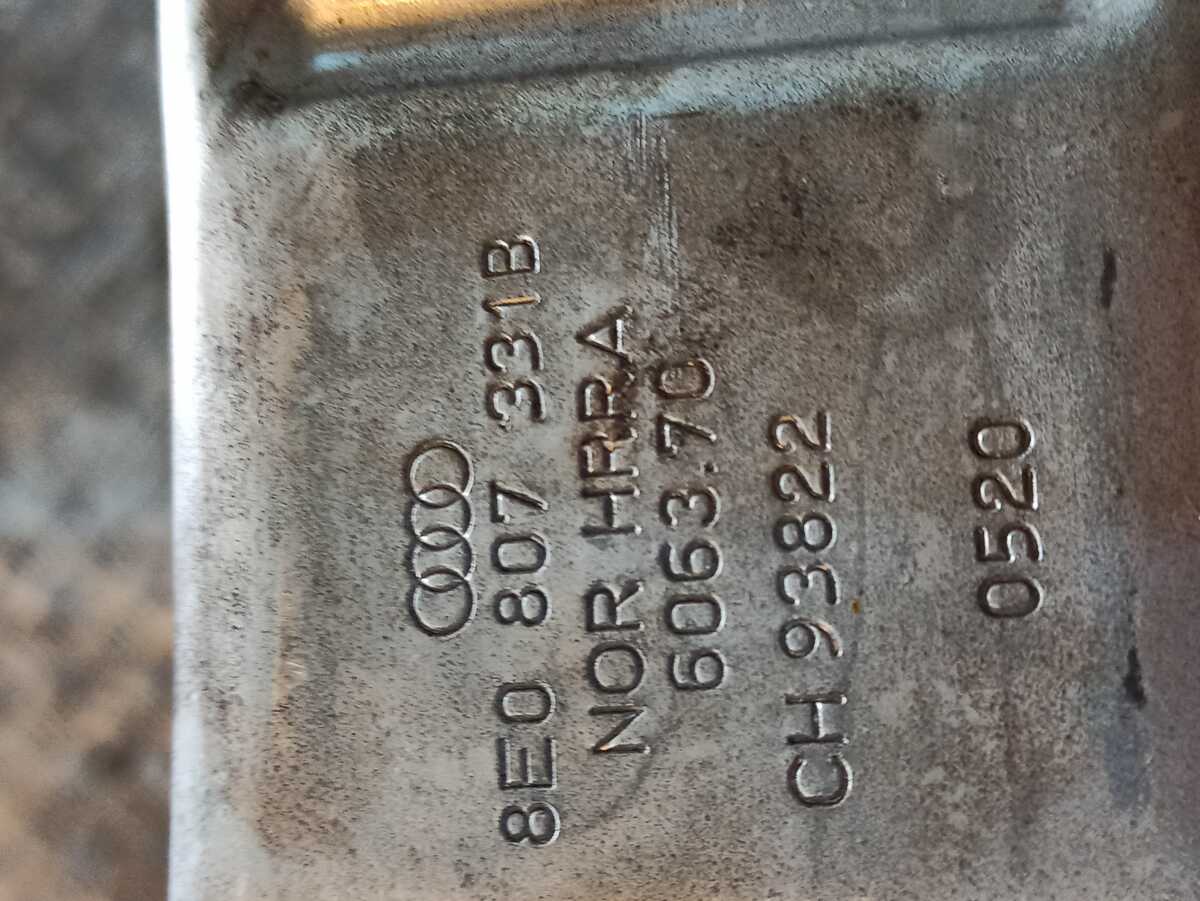 8E0 807 331B
NOR HRRA
6063.70
CH 93822
0520